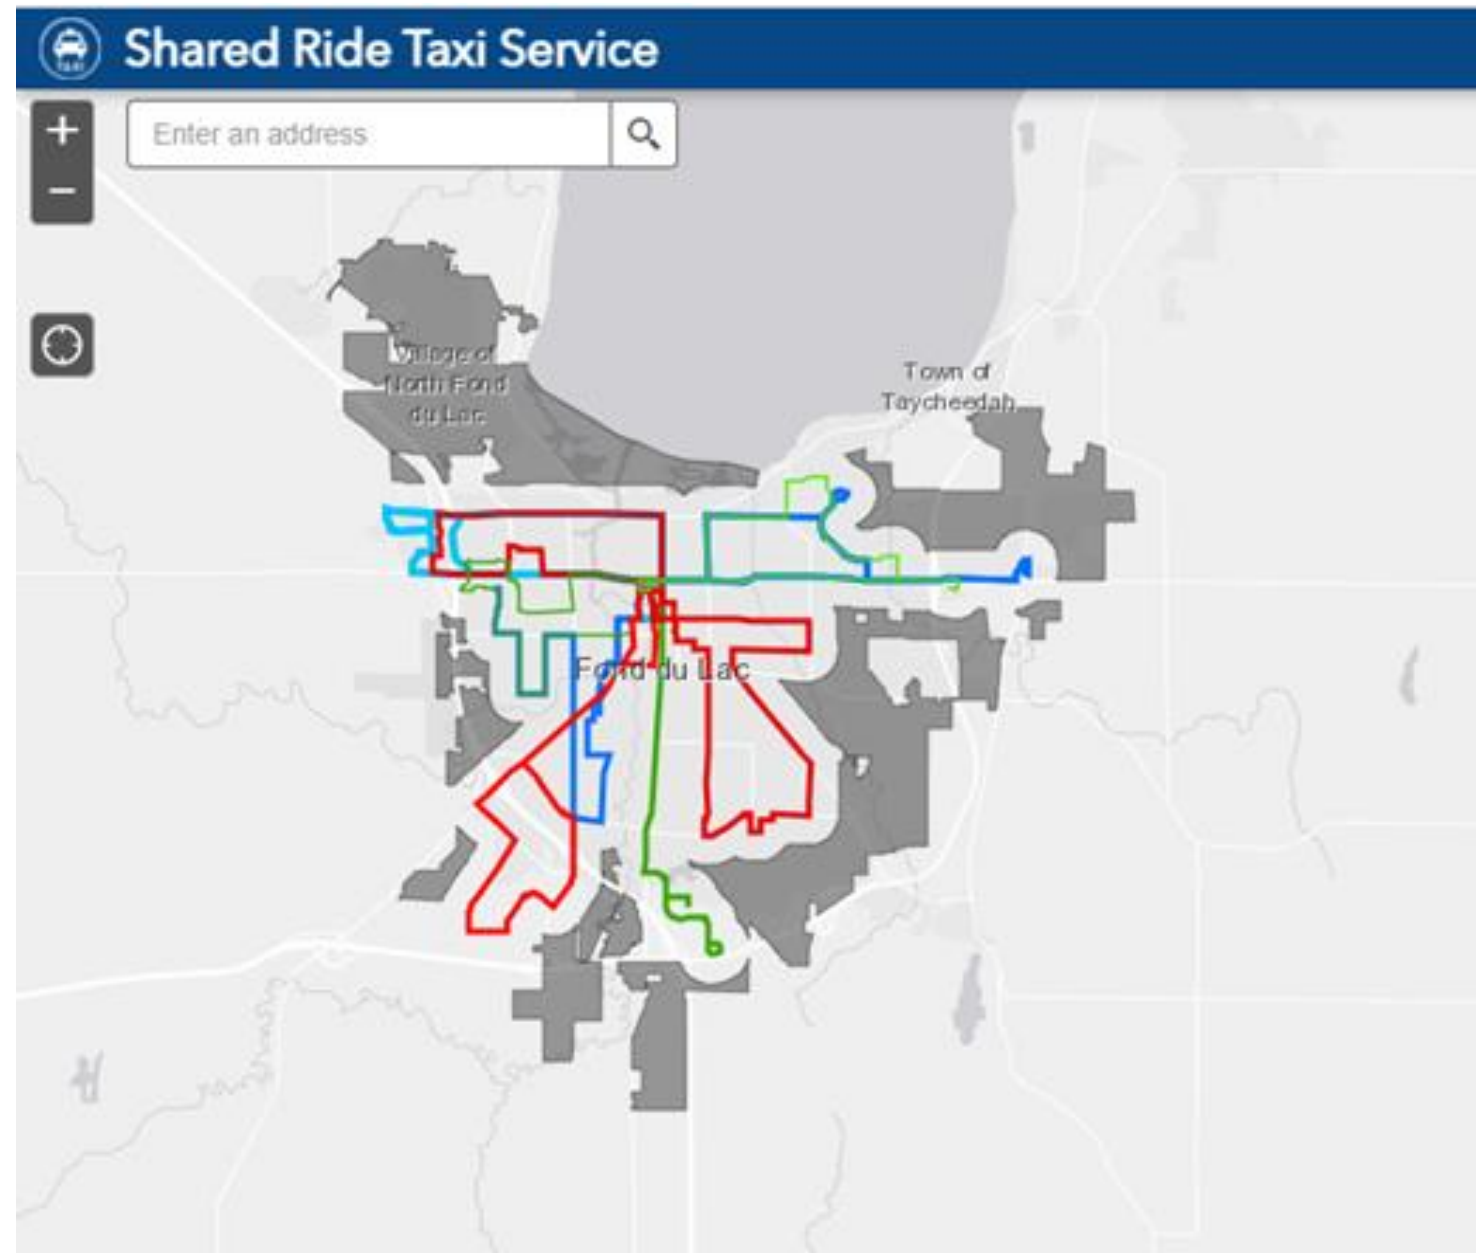 TAXI
Shared Ride Taxi Service
+
Enter an address
−
Village of
North Fond
du Lac
Town of
Taycheedah
Fond du Lac